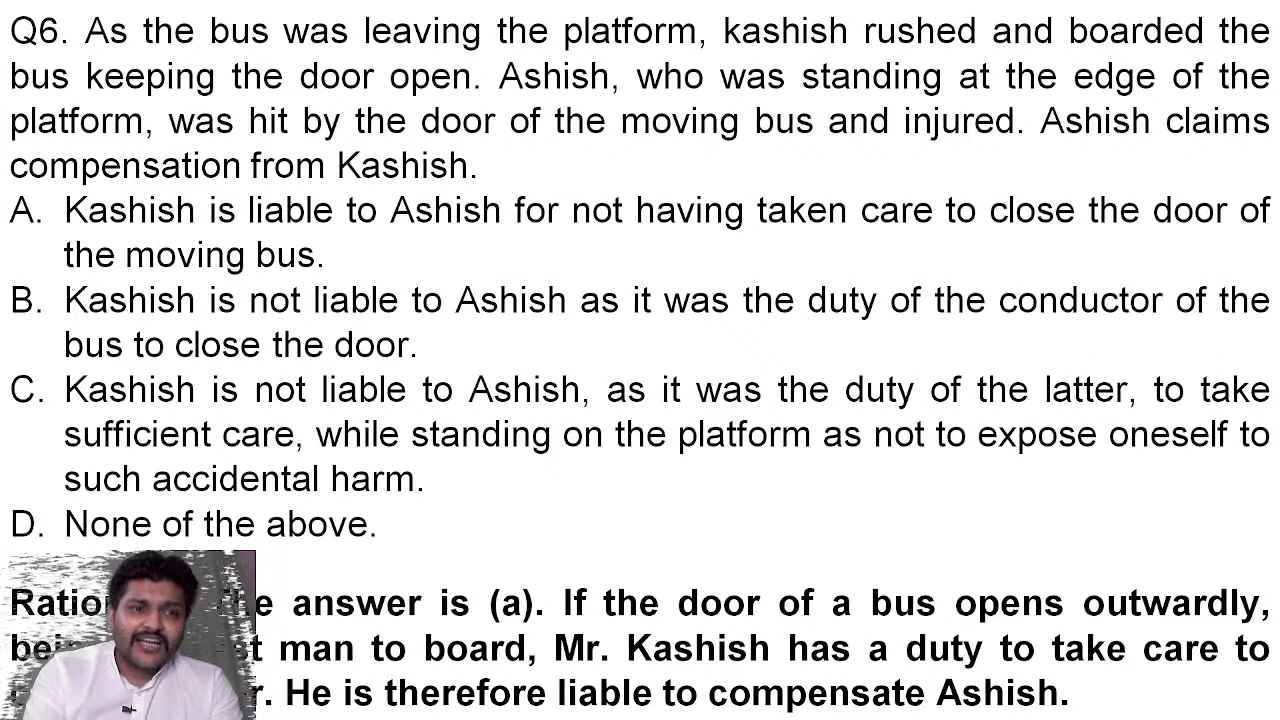 Q6. As the bus was leaving the platform, kashish rushed and boarded the
bus keeping the door open. Ashish, who was standing at the edge of the
platform, was hit by the door of the moving bus and injured. Ashish claims
compensation from Kashish.
A. Kashish is liable to Ashish for not having taken care to close the door of
the moving bus.
B. Kashish is not liable to Ashish as it was the duty of the conductor of the
bus to close the door.
C. Kashish is not liable to Ashish, as it was the duty of the latter, to take
sufficient care, while standing on the platform as not to expose oneself to
such accidental harm.
D. None of the above.
answer is (a). If the door of a bus opens outwardly,
man to board, Mr. Kashish has a duty to take care to
He is therefore liable to compensate Ashish.